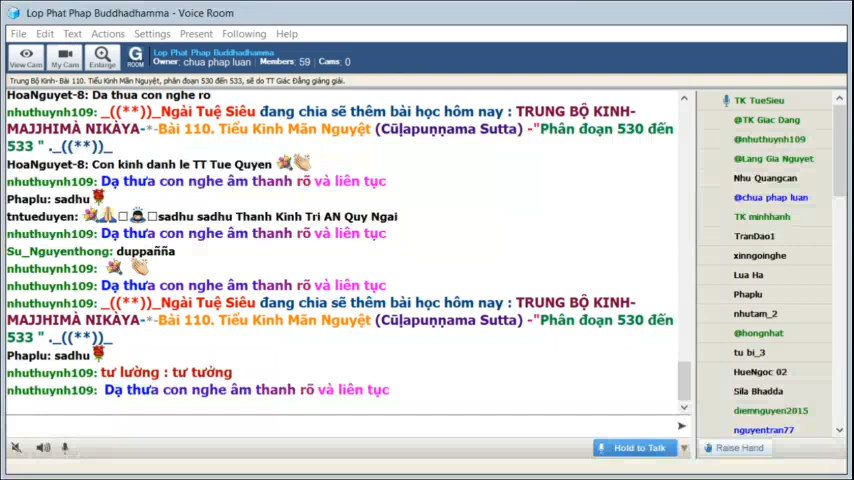 Lop Phat Phap Buddhadhamma - Voice Room
File Edit Text Actions Settings Present Following Help
View Cam
My Cam
Enlarge
G
ROOM
Lop Phat Phap Buddhadhamma
Owner: chua phap luan : Members: 59 : Cams: 0
Trung Bộ Kinh- Bài 110. Tiểu Kinh Mãn Nguyệt, phân đoạn 530 đến 533, sẽ do TT Giác Đẳng giảng giải.
HoaNguyet-8: Da thua con nghe ro
nhuthuynh109: _((**))_Ngài Tuệ Siêu đang chia sẽ thêm bài học hôm nay : TRUNG BỘ KINH-
MAJJHIMÀ NIKÀYA-*-Bài 110. Tiểu Kinh Mãn Nguyệt (Cūḷapuṇṇama Sutta) -"Phân đoạn 530 đến
533 " ._((**))_
HoaNguyet-8: Con kinh danh le TT Tue Quyen
nhuthuynh109: Dạ thưa con nghe âm thanh rõ và liên tục
Phaplu: sadhu
tntueduyen: sadhu sadhu Thanh Kinh Tri AN Quy Ngai
nhuthuynh109: Dạ thưa con nghe âm thanh rõ và liên tục
Su_Nguyenthong: duppañña
nhuthuynh109:
nhuthuynh109: Dạ thưa con nghe âm thanh rõ và liên tục
nhuthuynh109: _((**))_Ngài Tuệ Siêu đang chia sẽ thêm bài học hôm nay : TRUNG BỘ KINH-
MAJJHIMÀ NIKÀYA-*-Bài 110. Tiểu Kinh Mãn Nguyệt (Cūḷapuṇṇama Sutta) -"Phân đoạn 530 đến
533 " ._((**))_
Phaplu: sadhu
nhuthuynh109: tư lường : tư tưởng
nhuthuynh109: Dạ thưa con nghe âm thanh rõ và liên tục
TK TueSieu
@TK Giac Dang
@nhuthuynh109
@Lang Gia Nguyet
Nhu Quangcan
@chua phap luan
TK minhhanh
TranDao1
xinngoinghe
Lua Ha
Phaplu
nhutam_2
@hongnhat
tu bi_3
HueNgoc 02
Sila Bhadda
diemnguyen2015
nguyentran77
Hold to Talk
Raise Hand